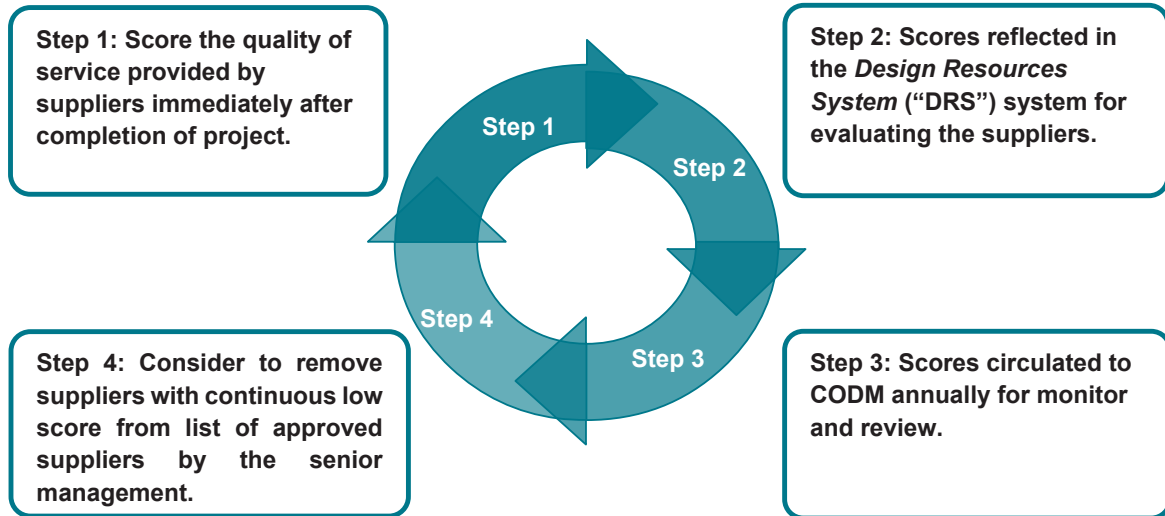 Step 1: Score the quality of
service provided by
suppliers immediately after
completion of project.
Step 2: Scores reflected in
the Design Resources
System (“DRS”) system for
evaluating the suppliers.
Step 1
Step 2
Step 4
Step 3
Step 4: Consider to remove
suppliers with continuous low
score from list of approved
suppliers by the senior
management.
Step 3: Scores circulated to
CODM annually for monitor
and review.